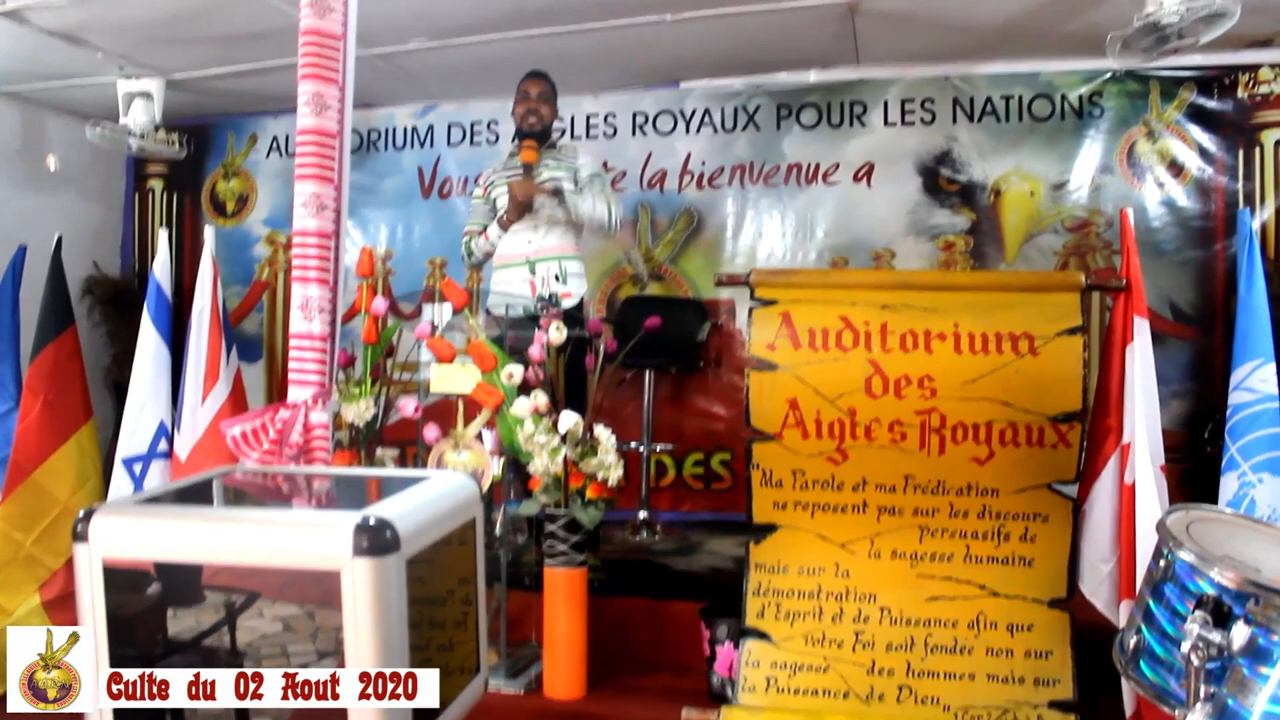 AU ORIUM DES AIGLES ROYAUX POUR LES NATIONS
Vous te la bienvenue a
DES
Auditorium
des
Aigles Royaux
"Ma Parole et ma Prédication
ne reposent pas sur les discours
persuasifs de
la sagesse humaine
mais sur la
démonstration
d'Esprit et de Puissance afin que
votre Foi soit fondée non sur
la sagesse des hommes mais sur
la Puissance de Dieu"
Culte du 02 Aout 2020